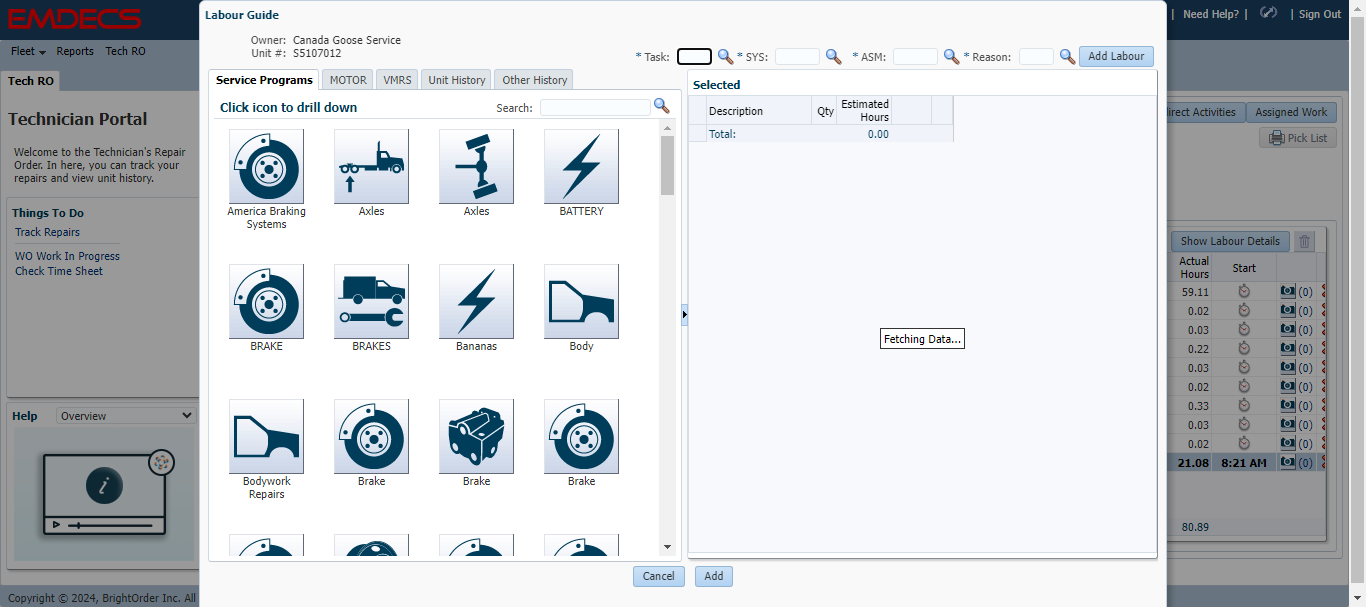 EMDECS
Need Help? |
| Sign Out
Fleet
Reports
Tech RO
Tech RO
Technician Portal
Welcome to the Technician's Repair
Order. In here, you can track your
repairs and view unit history.
Things To Do
Track Repairs
WO Work In Progress
Check Time Sheet
Help
Overview
Copyright © 2024, BrightOrder Inc. All
Labour Guide
Owner: Canada Goose Service
Unit #: S5107012
* Task:
* SYS:
* ASM:
* Reason:
Add Labour
Service Programs
MOTOR
VMRS
Unit History
Other History
Click icon to drill down
Search:
America Braking
Systems
Axles
Axles
BATTERY
BRAKE
BRAKES
Bananas
Body
Bodywork
Repairs
Brake
Brake
Brake
Selected
Description
Qty
Estimated
Hours
Total:
0.00
Fetching Data...
Cancel
Add
irect Activities
Assigned Work
Pick List
Show Labour Details
Actual
Hours
Start
59.11 (0)
0.02 (0)
0.03 (0)
0.22 (0)
0.03 (0)
0.02 (0)
0.33 (0)
0.03 (0)
0.02 (0)
21.08 8:21 AM (0)
80.89